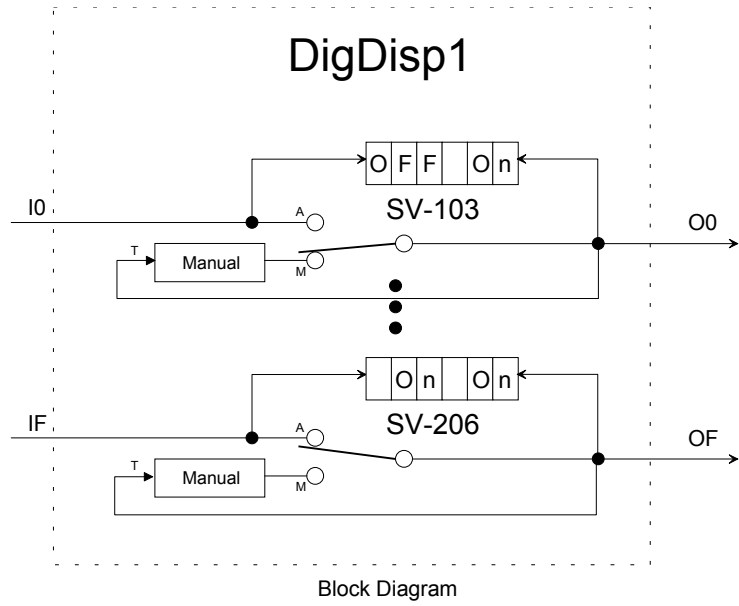 DigDisp1
OFF On
SV-103
I0
A
O0
T
Manual
M
On On
SV-206
IF
A
OF
T
Manual
M
Block Diagram